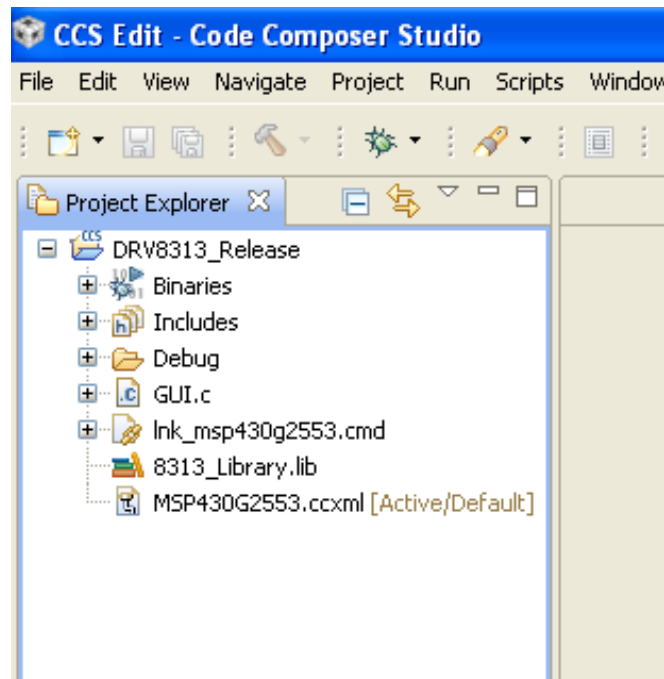 CCS Edit - Code Composer Studio
File Edit View Navigate Project Run Scripts Window
Project Explorer
DRV8313_Release
Binaries
Includes
Debug
GUI.c
lnk_msp430g2553.cmd
8313_Library.lib
MSP430G2553.ccxml [Active/Default]